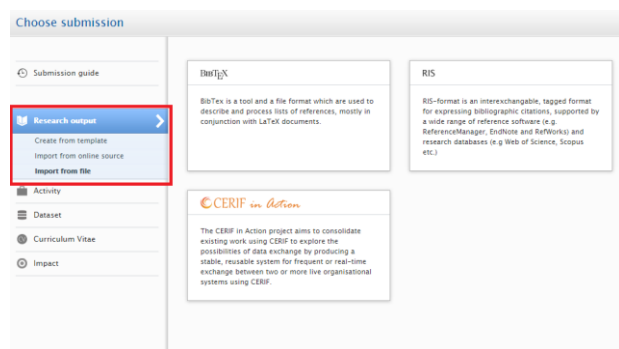 Choose submission
Submission guide
Research output
Create from template
Import from online source
Import from file
Activity
Dataset
Curriculum Vitae
Impact
BIBTEX
BibTex is a tool and a file format which are used to
describe and process lists of references, mostly in
conjunction with LaTeX documents.
RIS
RIS-format is an interexchangable, tagged format
for expressing bibliographic citations, supported by
a wide range of reference software (e.g.
ReferenceManager, EndNote and RefWorks) and
research databases (e.g Web of Science, Scopus
etc.)
CERIF in Action
The CERIF in Action project aims to consolidate
existing work using CERIF to explore the
possibilities of data exchange by producing a
stable, reusable system for frequent or real-time
exchange between two or more live organisational
systems using CERIF.